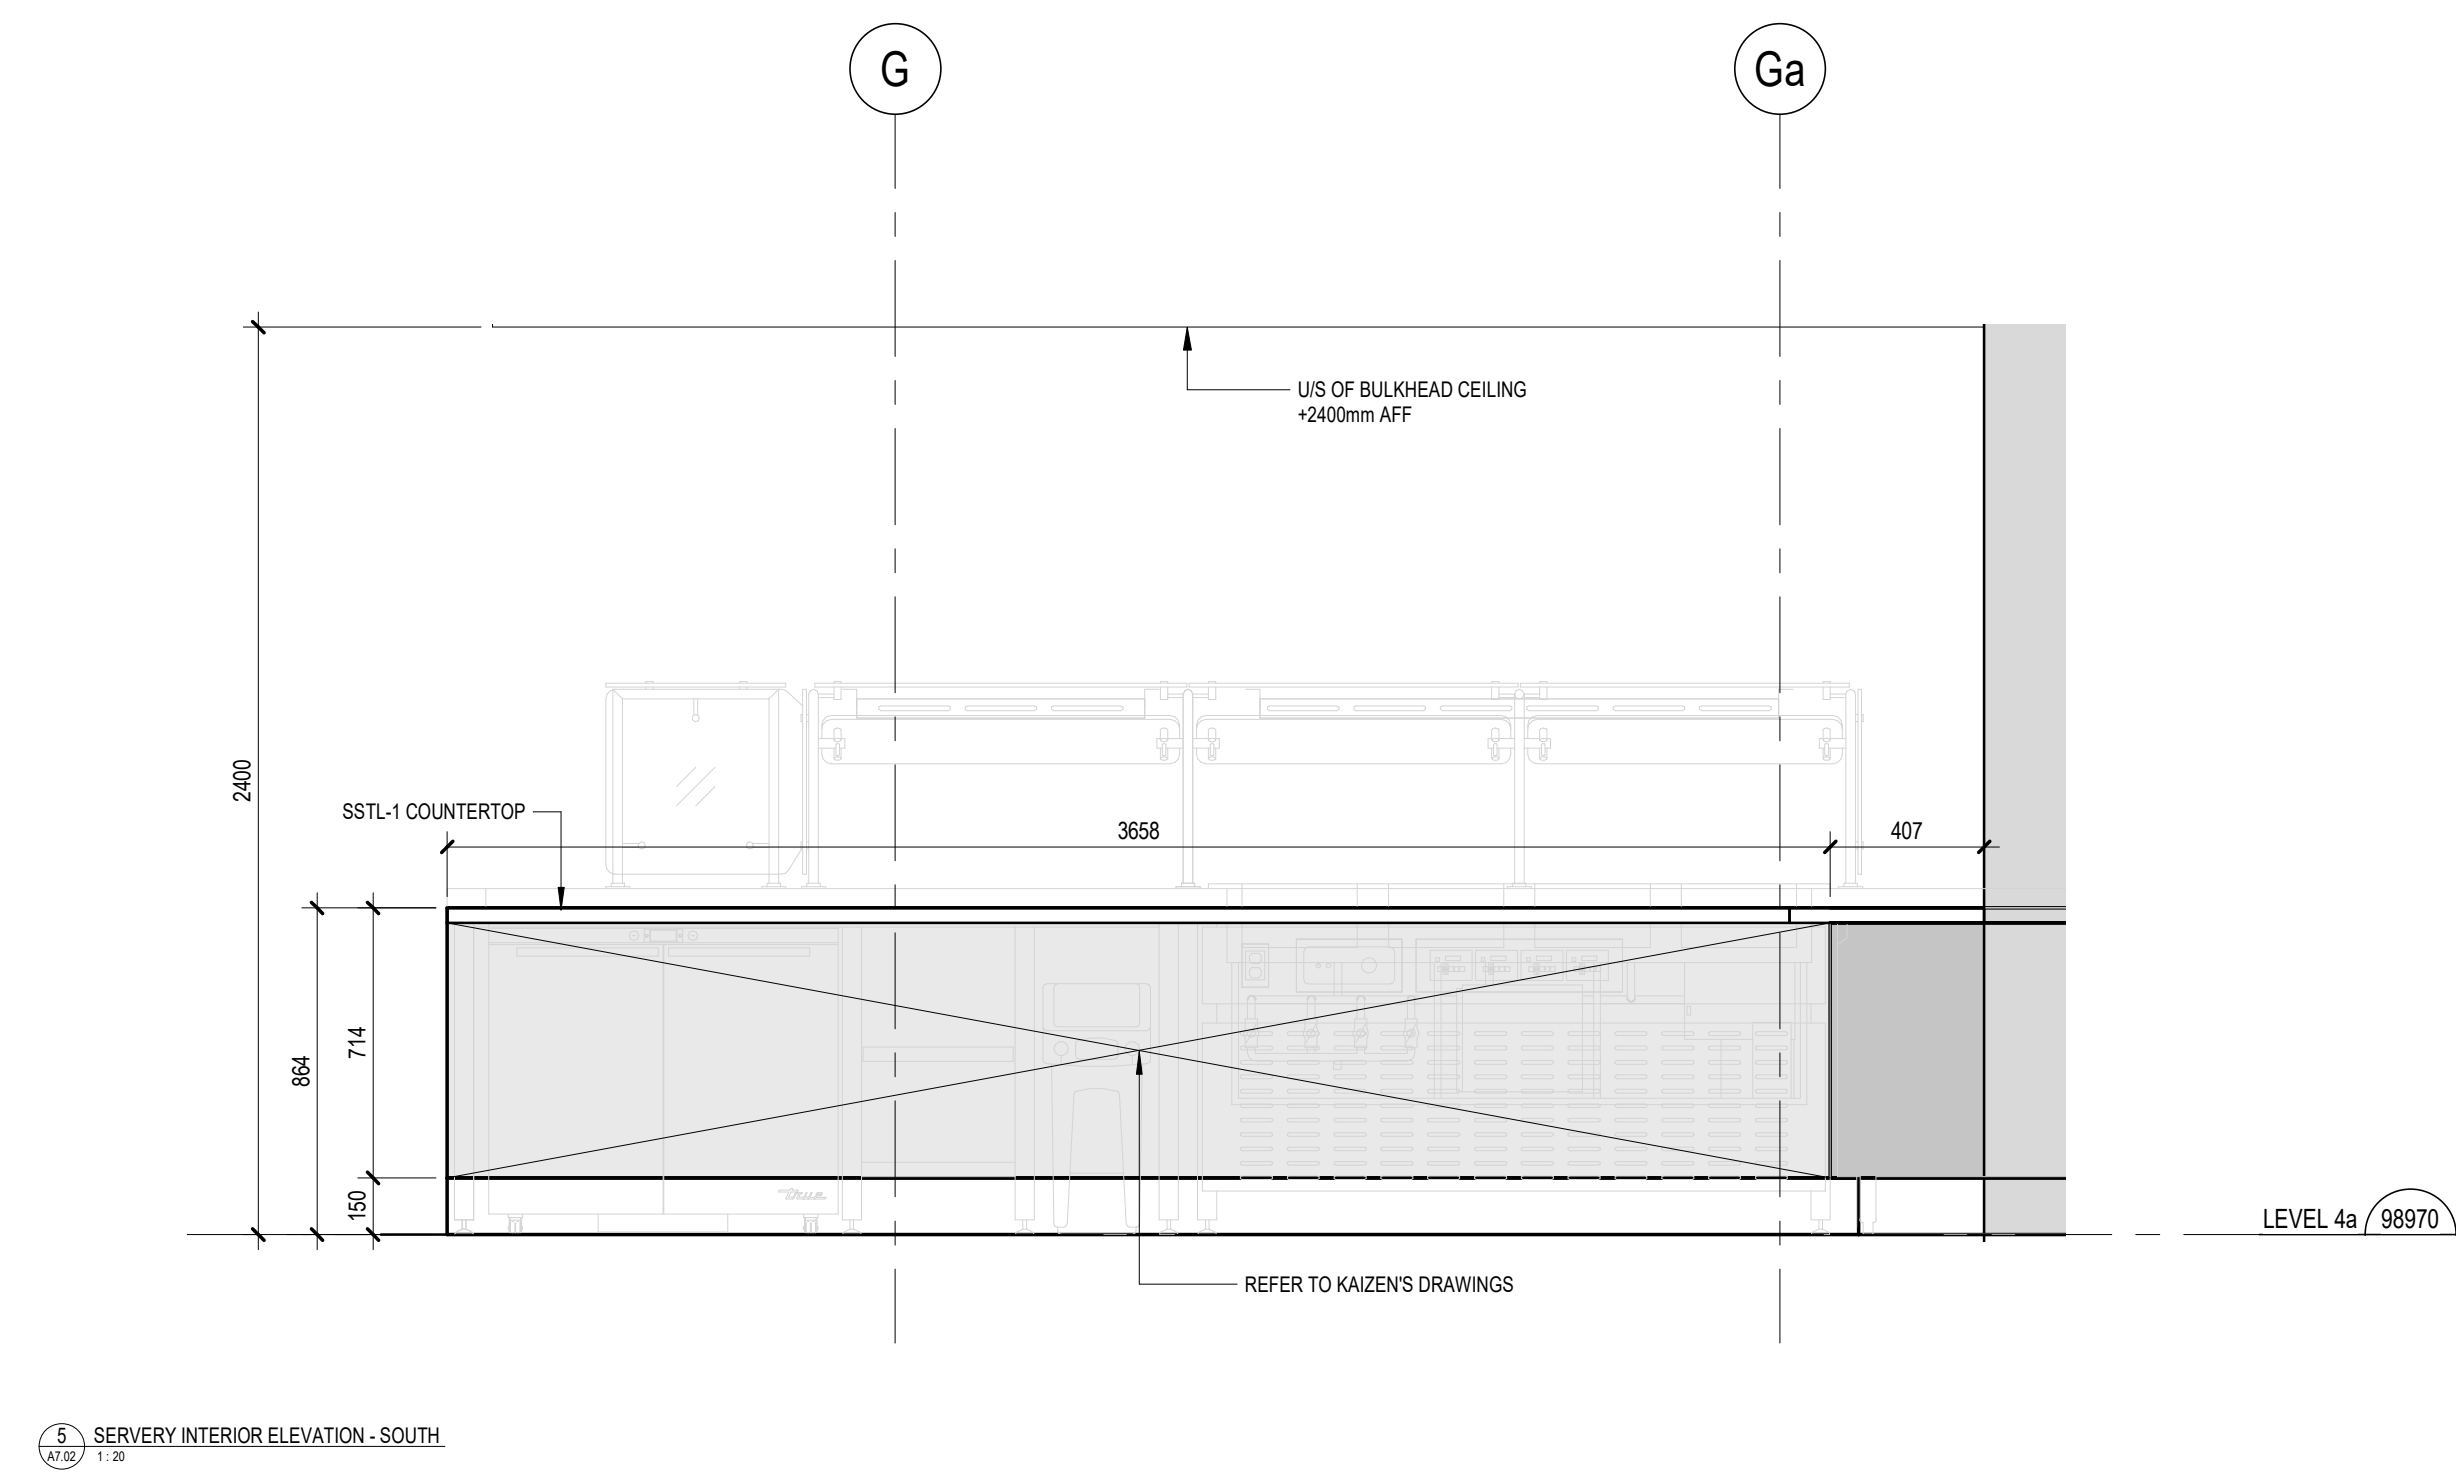 G
Ga
U/S OF BULKHEAD CEILING
+2400mm AFF
2400
SSTL-1 COUNTERTOP
3658
407
864
714
150
true
LEVEL 4a
98970
REFER TO KAIZEN'S DRAWINGS
5
A7.02
SERVERY INTERIOR ELEVATION - SOUTH
1 : 20